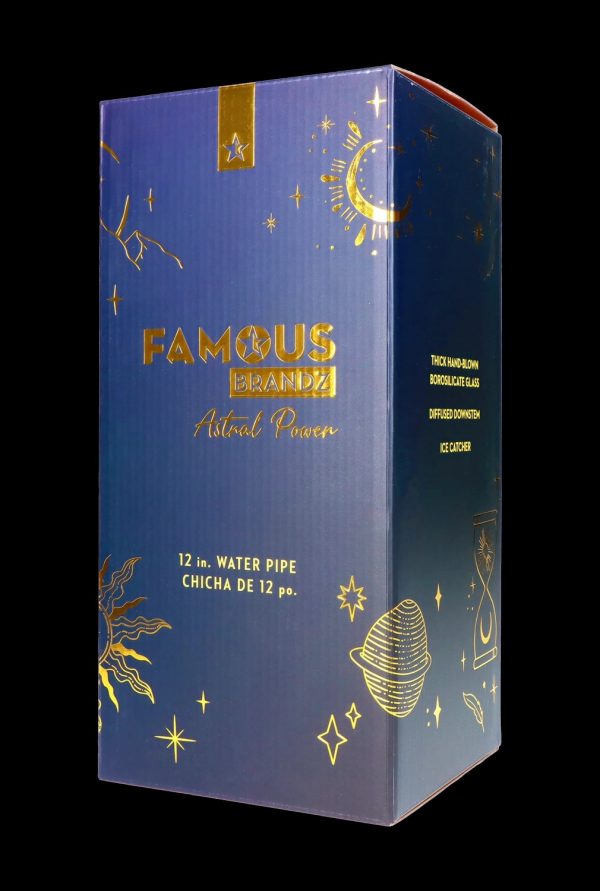 FAMOUS
BRANDZ
Astral Power
12 in. WATER PIPE
CHICHA DE 12 po.
THICK HAND-BLOWN
BOROSILICATE GLASS
DIFFUSED DOWNSTEM
ICE CATCHER